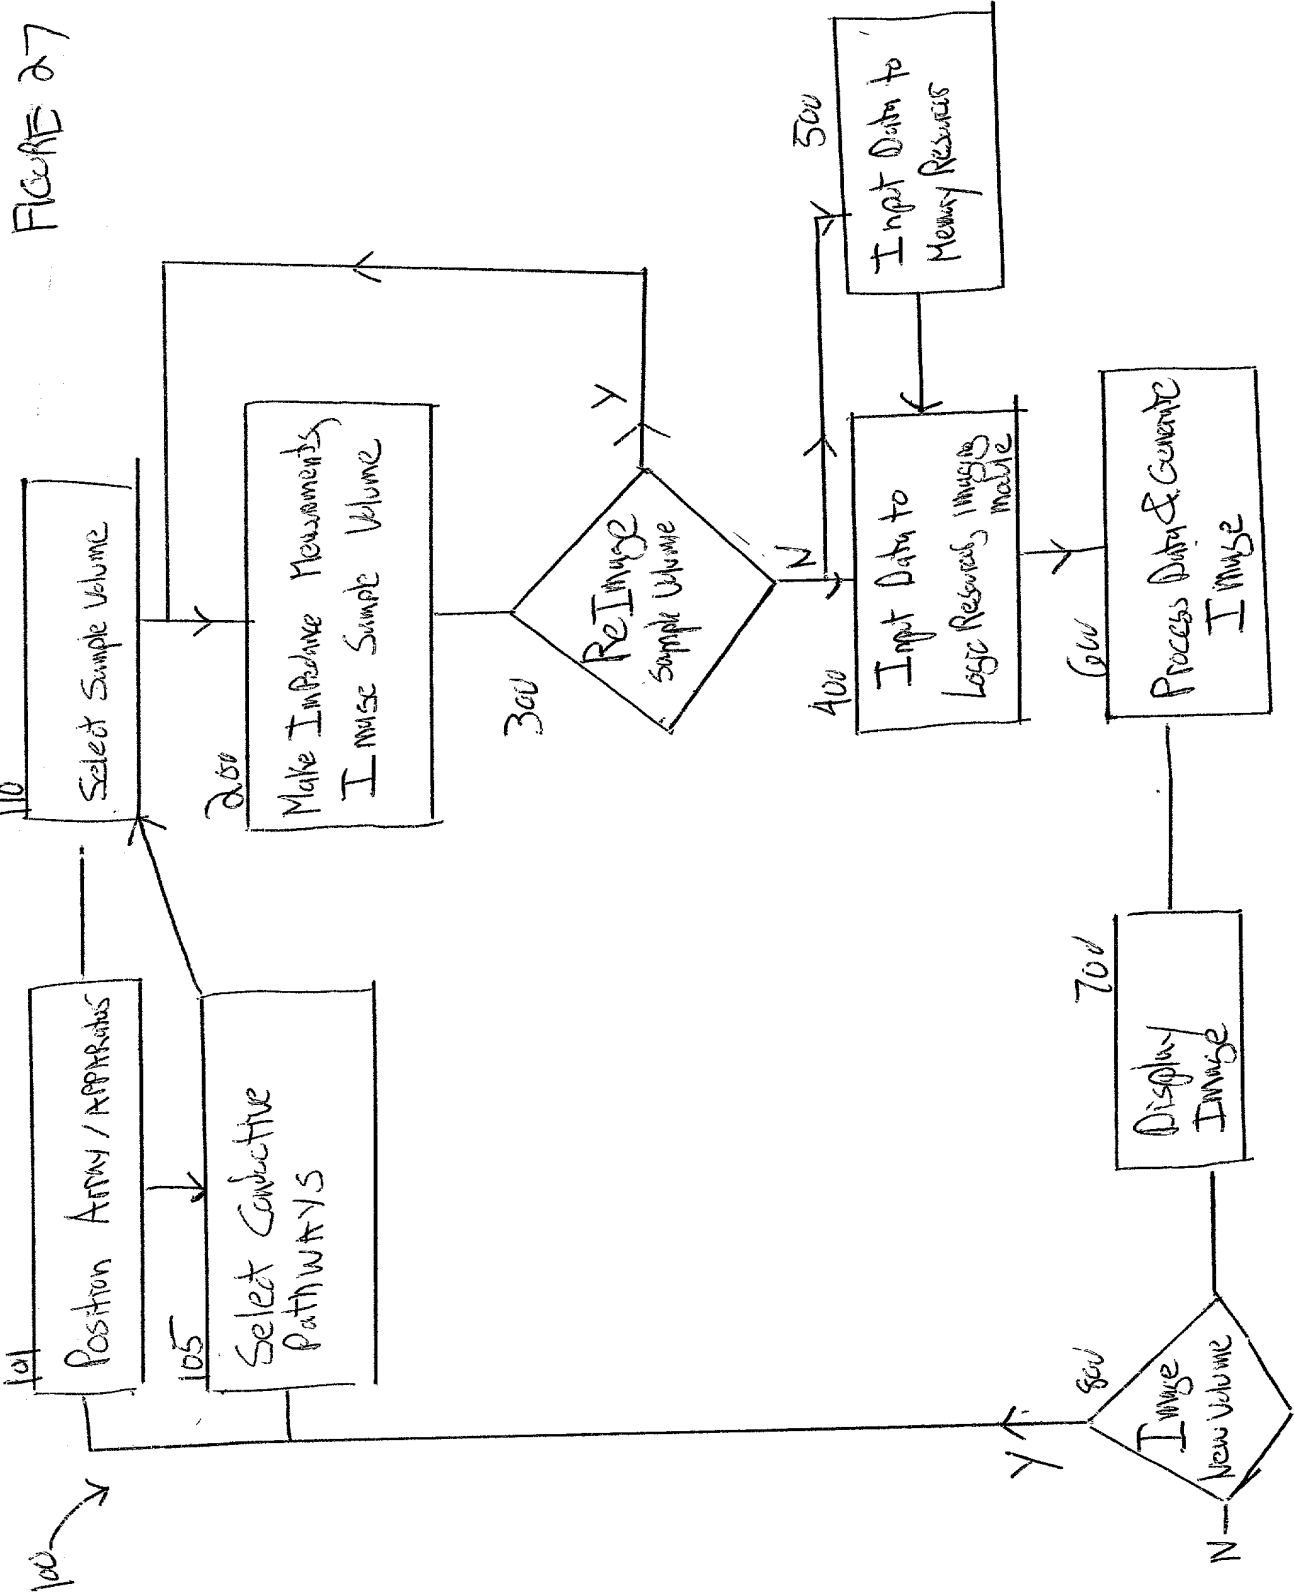 FIGURE 27
100
101
Position Array/Apparatus
110
Select Sample Volume
105
Select Conductive
Pathways
200
Make Impedance Measurements,
Image Sample Volume
300
ReImage
Sample Volume
Y
N
400
Input Data to
Logic Resources, Imaging
500
Input Data to
Memory Resources
600
Process Data & Generate
Image
700
Display
Image
800
Image
New Volume
Y
N